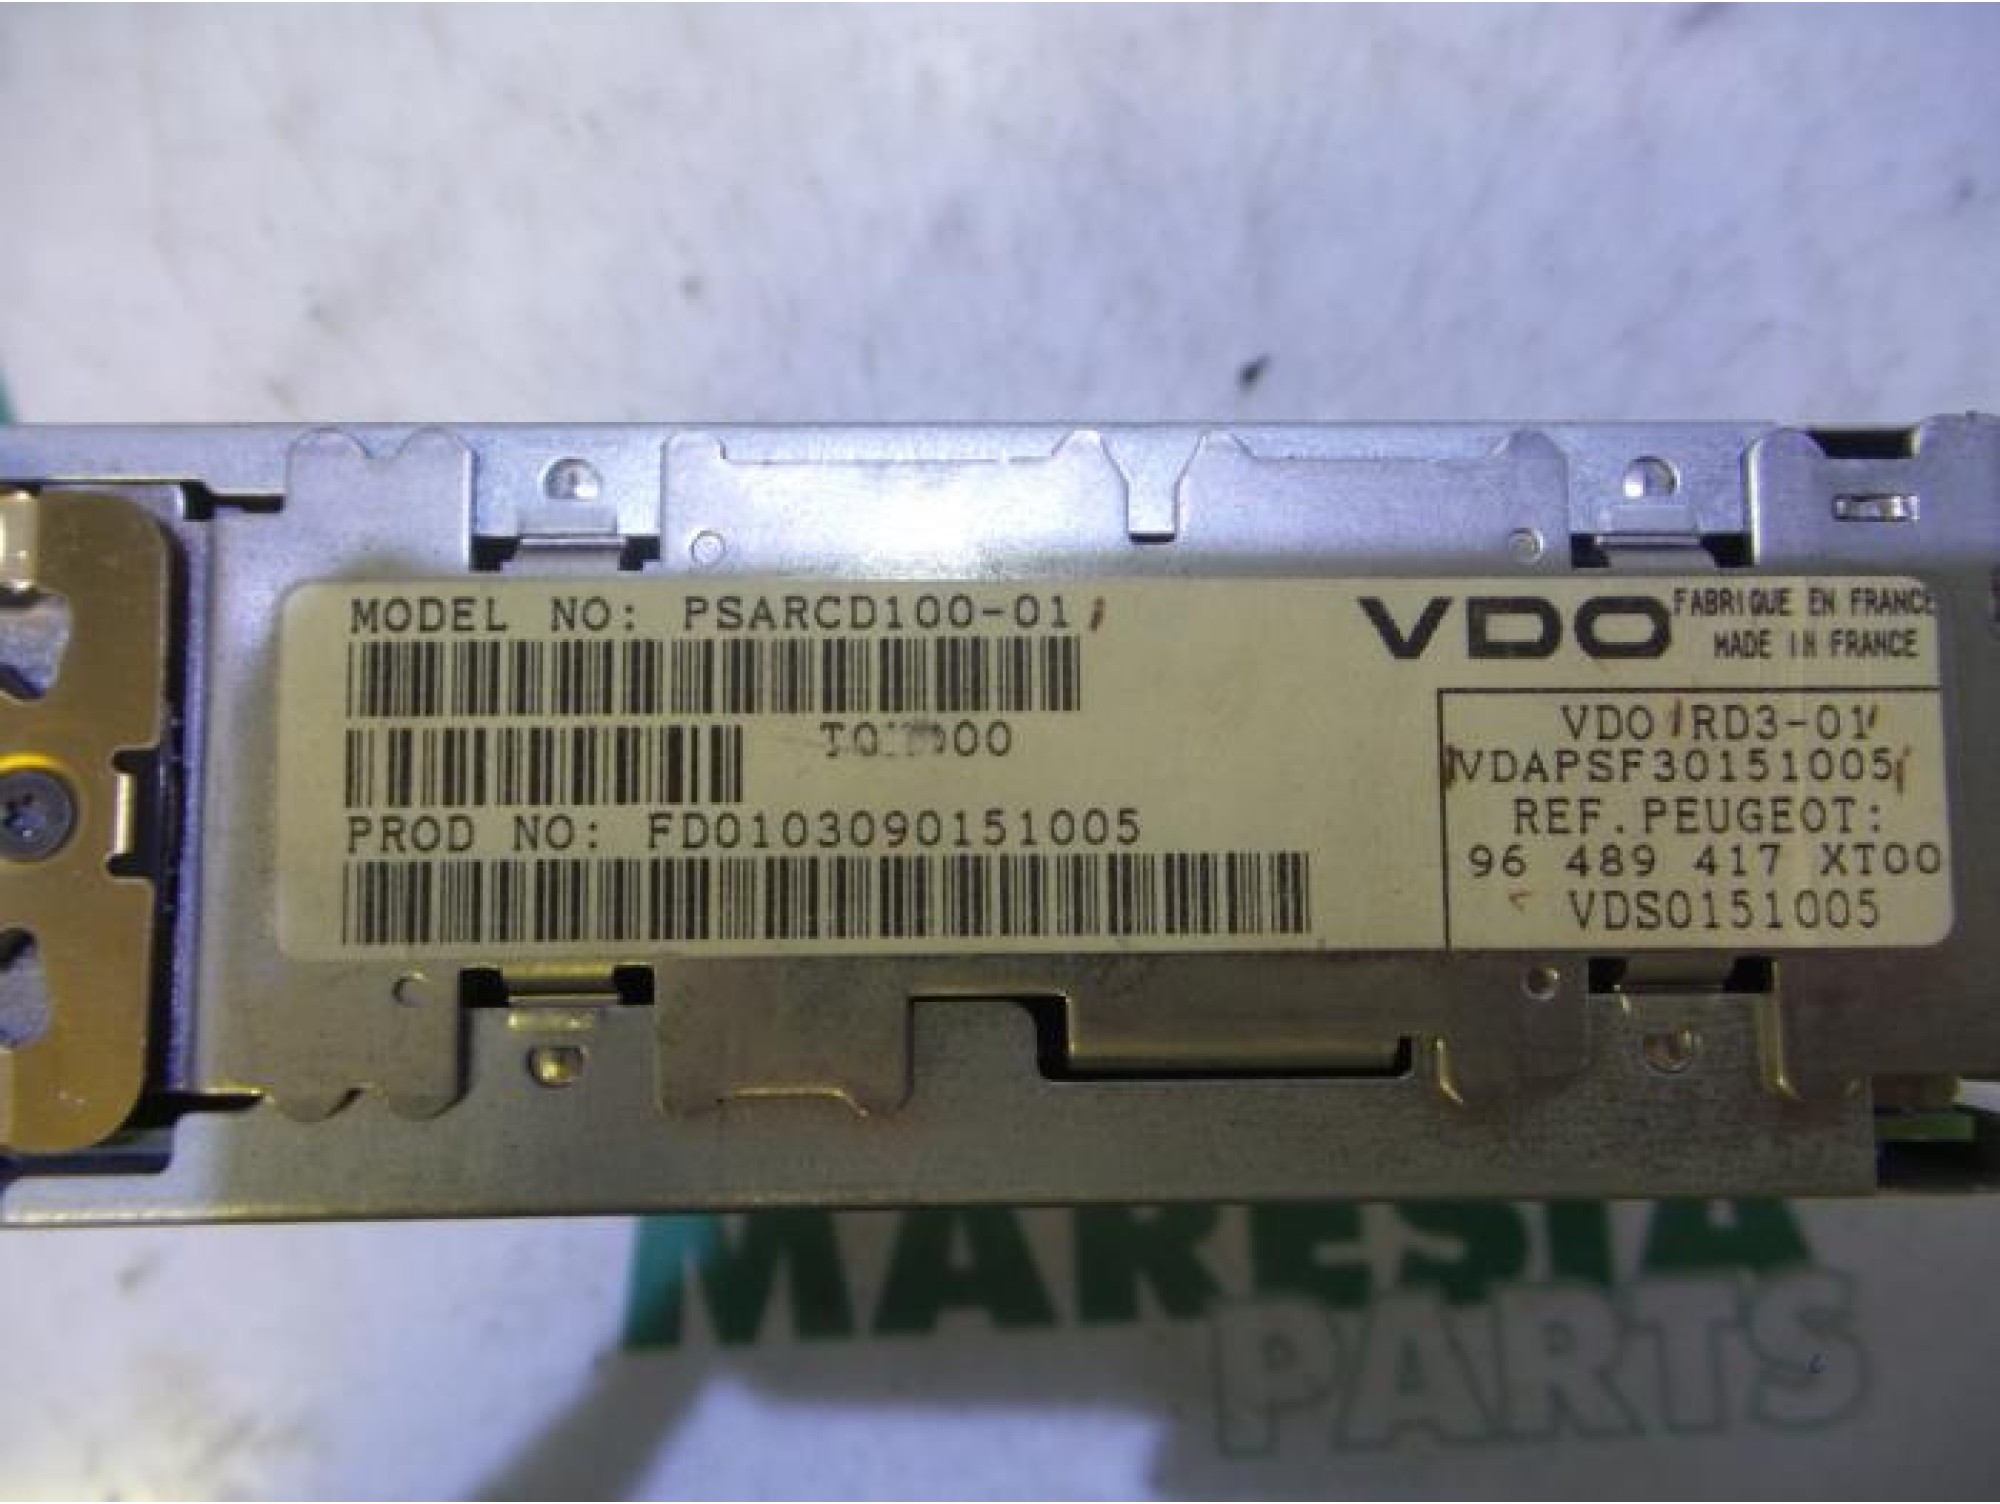 MODEL NO: PSARCD100-01
VDO FABRIQUE EN FRANCE
MADE IN FRANCE
VDO RD3-01
VDAPSF30151005
PROD NO: FD0103090151005
REF.PEUGEOT:
96 489 417 XT00
VDS0151005
MARESIA
PARTS